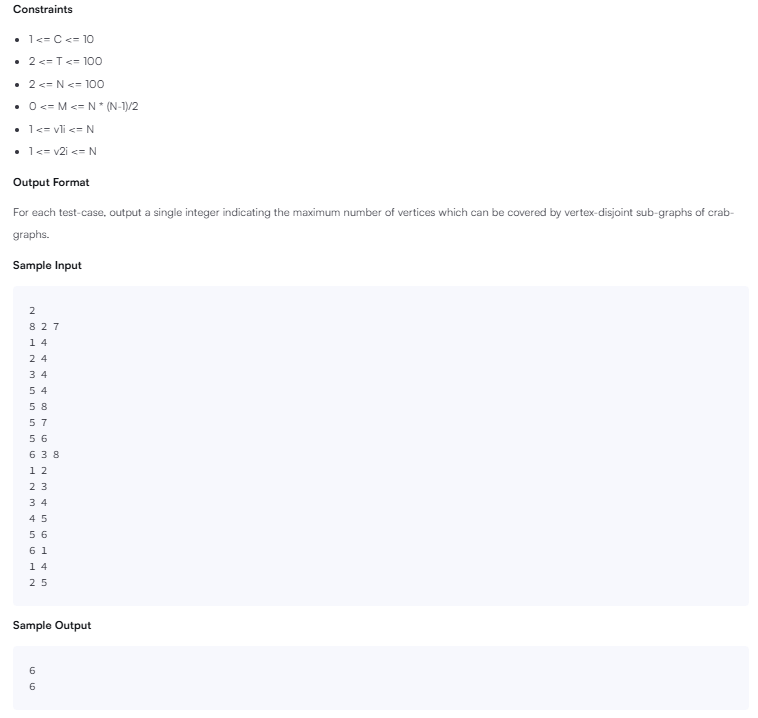 Constraints
1 <= C <= 10
2 <= T <= 100
2 <= N <= 100
0 <= M <= N * (N-1)/2
1 <= v1i <= N
1 <= v2i <= N
Output Format
For each test-case, output a single integer indicating the maximum number of vertices which can be covered by vertex-disjoint sub-graphs of crab-
graphs.
Sample Input
2
8 2 7
1 4
2 4
3 4
5 4
5 8
5 7
5 6
6 3 8
1 2
2 3
3 4
4 5
5 6
6 1
1 4
2 5
Sample Output
6
6